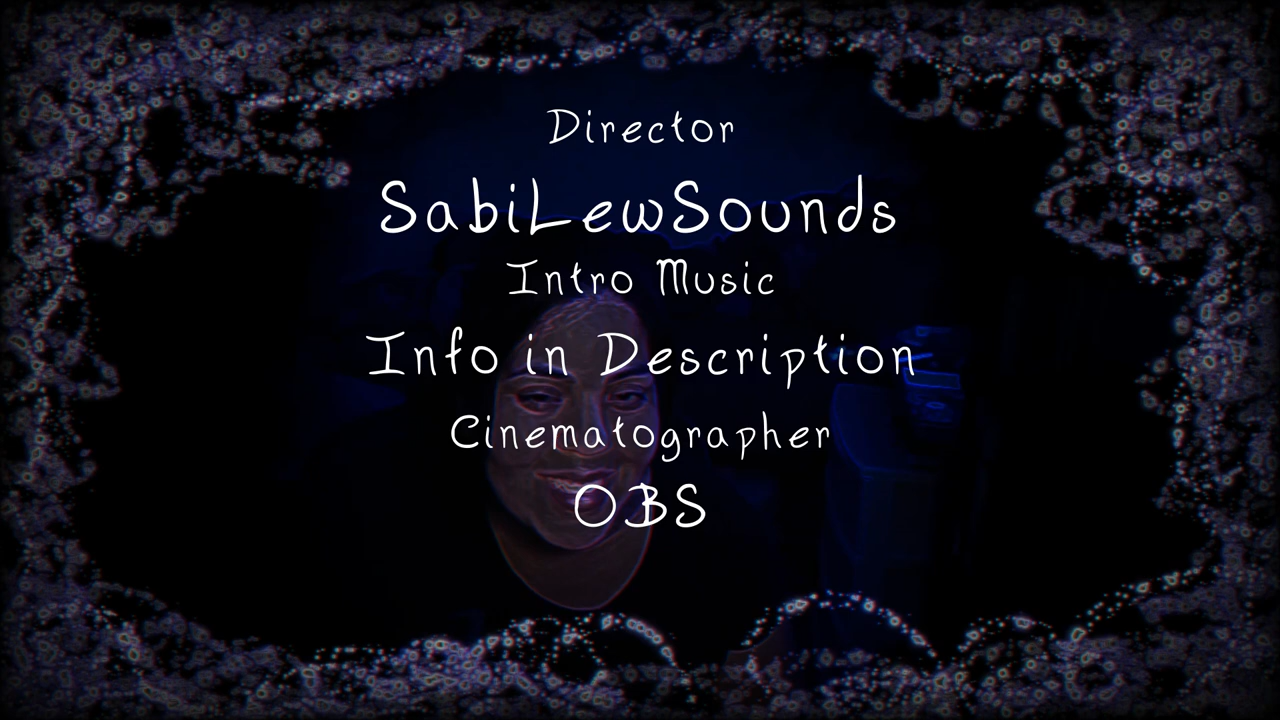 Director
SabiLewSounds
Intro Music
Info in Description
Cinematographer
OBS